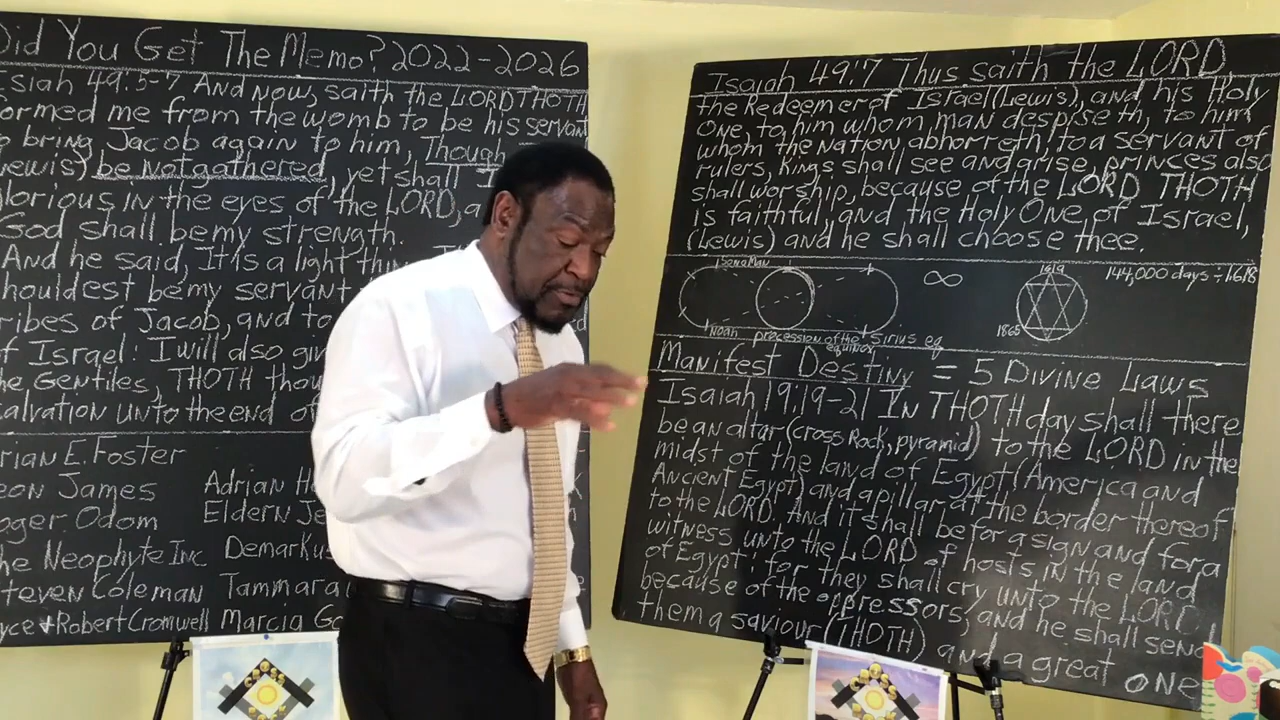 Did You Get The Memo? 2022-2026
Isiah 49:5-7 And now, saith the LORD THOTH
formed me from the womb to be his servant
to bring Jacob again to him, Though
(Lewis) be not gathered, yet shall I
glorious in the eyes of the LORD, a
God shall be my strength.
And he said, It is a light thi
shouldest be my servant
tribes of Jacob, and to
of Israel: I will also giv
the Gentiles, THOTH thou
salvation unto the end of
rian E. Foster
eon James Adrian H
oger Odom Eldern Je
The Neophyte Inc Demarkus
Steven Coleman Tammara
yce + Robert Cromwell Marcia Go
Isaiah 49:7 Thus saith the LORD
the Redeemer of Israel (Lewis), and his Holy
One, to him whom man despiseth, to him
whom the nation abhorreth, to a servant of
rulers, Kings shall see and arise, princes also
shall worship, because of the LORD THOTH
is faithful, and the Holy One of Israel,
(Lewis) and he shall choose thee.
∞ 1619 144,000 days ÷ 1.618
1865
Noah precession of the Sirius eq
equinox
Manifest Destiny = 5 Divine Laws
Isaiah 19:19-21 In THOTH day shall there
be an altar (cross Rock, pyramid) to the LORD in the
midst of the land of Egypt (America and
Ancient Egypt) and a pillar at the border thereof
to the LORD. And it shall be for a sign and for a
witness unto the LORD of hosts in the land
of Egypt: for they shall cry unto the LORD
because of the oppressors, and he shall send
them a saviour (THOTH) and a great one